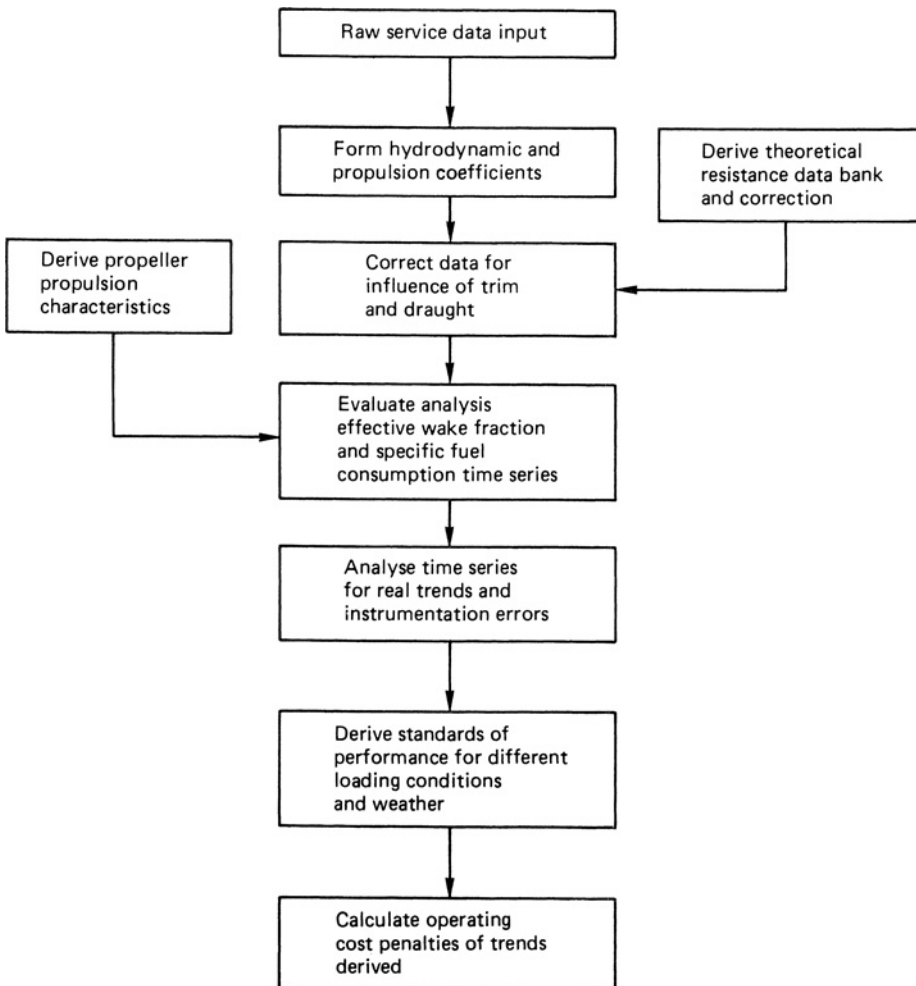 Raw service data input
Form hydrodynamic and
propulsion coefficients
Derive theoretical
resistance data bank
and correction
Derive propeller
propulsion
characteristics
Correct data for
influence of trim
and draught
Evaluate analysis
effective wake fraction
and specific fuel
consumption time series
Analyse time series
for real trends and
instrumentation errors
Derive standards of
performance for different
loading conditions
and weather
Calculate operating
cost penalties of trends
derived